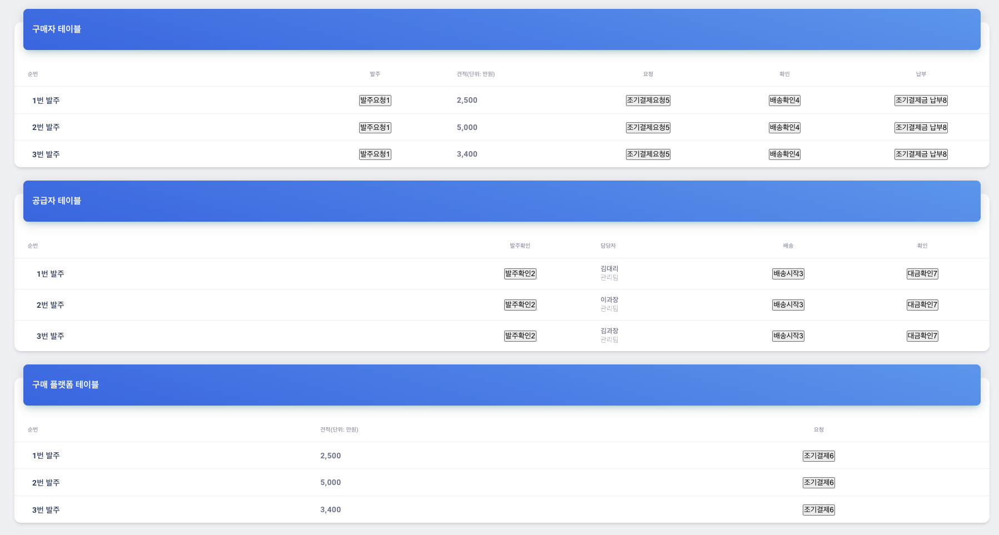 구매자 테이블
순번 발주 견적(단위: 만원) 요청 확인 납부
1번 발주 발주요청1 2,500 조기결제요청5 배송확인4 조기결제금 납부8
2번 발주 발주요청1 5,000 조기결제요청5 배송확인4 조기결제금 납부8
3번 발주 발주요청1 3,400 조기결제요청5 배송확인4 조기결제금 납부8
공급자 테이블
순번 발주확인 담당자 배송 확인
1번 발주 발주확인2 김대리 배송시작3 대금확인7
관리팀
2번 발주 발주확인2 이과장 배송시작3 대금확인7
관리팀
3번 발주 발주확인2 김과장 배송시작3 대금확인7
관리팀
구매 플랫폼 테이블
순번 견적(단위: 만원) 요청
1번 발주 2,500 조기결제6
2번 발주 5,000 조기결제6
3번 발주 3,400 조기결제6